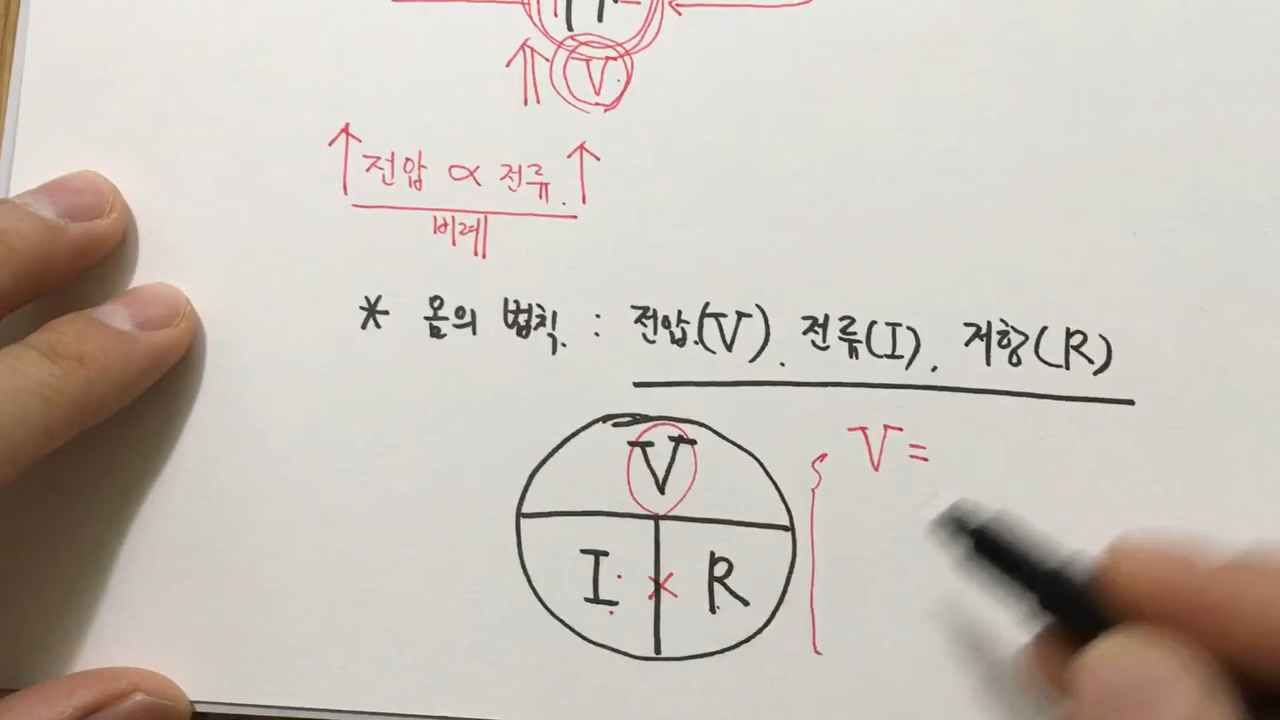 V
↑ 전압 ∝ 전류. ↑
비례
* 옴의 법칙. : 전압.(V). 전류(I), 저항(R)
V
I × R
V =